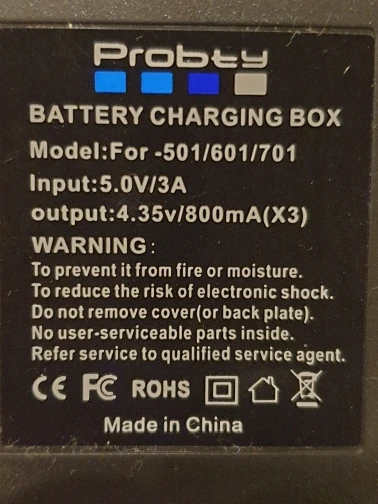 Probty
BATTERY CHARGING BOX
Model:For -501/601/701
Input:5.0V/3A
output:4.35v/800mA(X3)
WARNING:
To prevent it from fire or moisture.
To reduce the risk of electronic shock.
Do not remove cover(or back plate).
No user-serviceable parts inside.
Refer service to qualified service agent.
CE FC ROHS
Made in China